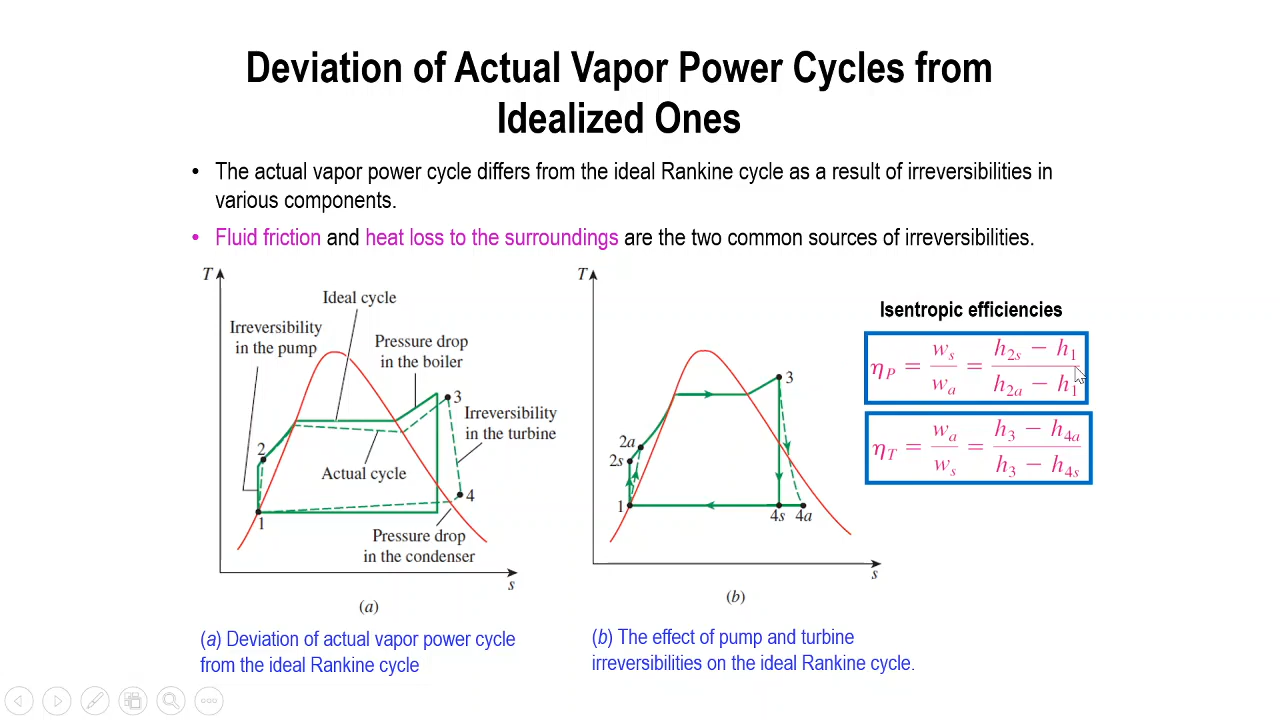 Deviation of Actual Vapor Power Cycles from
Idealized Ones
• The actual vapor power cycle differs from the ideal Rankine cycle as a result of irreversibilities in
various components.
• Fluid friction and heat loss to the surroundings are the two common sources of irreversibilities.
T
Ideal cycle
Irreversibility
in the pump
Pressure drop
in the boiler
3
Irreversibility
in the turbine
2
Actual cycle
4
1
Pressure drop
in the condenser
s
(a)
(a) Deviation of actual vapor power cycle
from the ideal Rankine cycle
T
3
2a
2s
1
4s 4a
s
(b)
(b) The effect of pump and turbine
irreversibilities on the ideal Rankine cycle.
Isentropic efficiencies
ηP = ws/wa = (h2s − h1)/(h2a − h1)
ηT = wa/ws = (h3 − h4a)/(h3 − h4s)